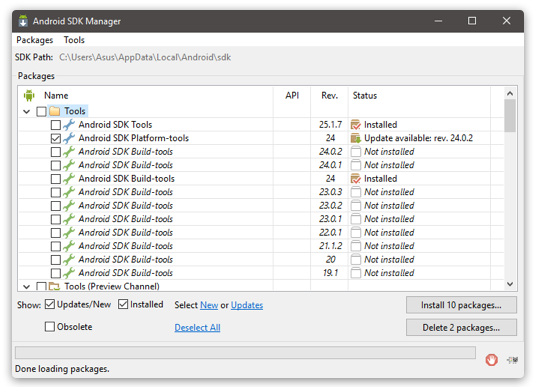 Android SDK Manager
Packages Tools
SDK Path: C:\Users\Asus\AppData\Local\Android\sdk
Packages
Name API Rev. Status
Tools
Android SDK Tools 25.1.7 Installed
Android SDK Platform-tools 24 Update available: rev. 24.0.2
Android SDK Build-tools 24.0.2 Not installed
Android SDK Build-tools 24.0.1 Not installed
Android SDK Build-tools 24 Installed
Android SDK Build-tools 23.0.3 Not installed
Android SDK Build-tools 23.0.2 Not installed
Android SDK Build-tools 23.0.1 Not installed
Android SDK Build-tools 22.0.1 Not installed
Android SDK Build-tools 21.1.2 Not installed
Android SDK Build-tools 20 Not installed
Android SDK Build-tools 19.1 Not installed
Tools (Preview Channel)
Show: Updates/New Installed Select New or Updates Install 10 packages...
Obsolete Deselect All Delete 2 packages...
Done loading packages.